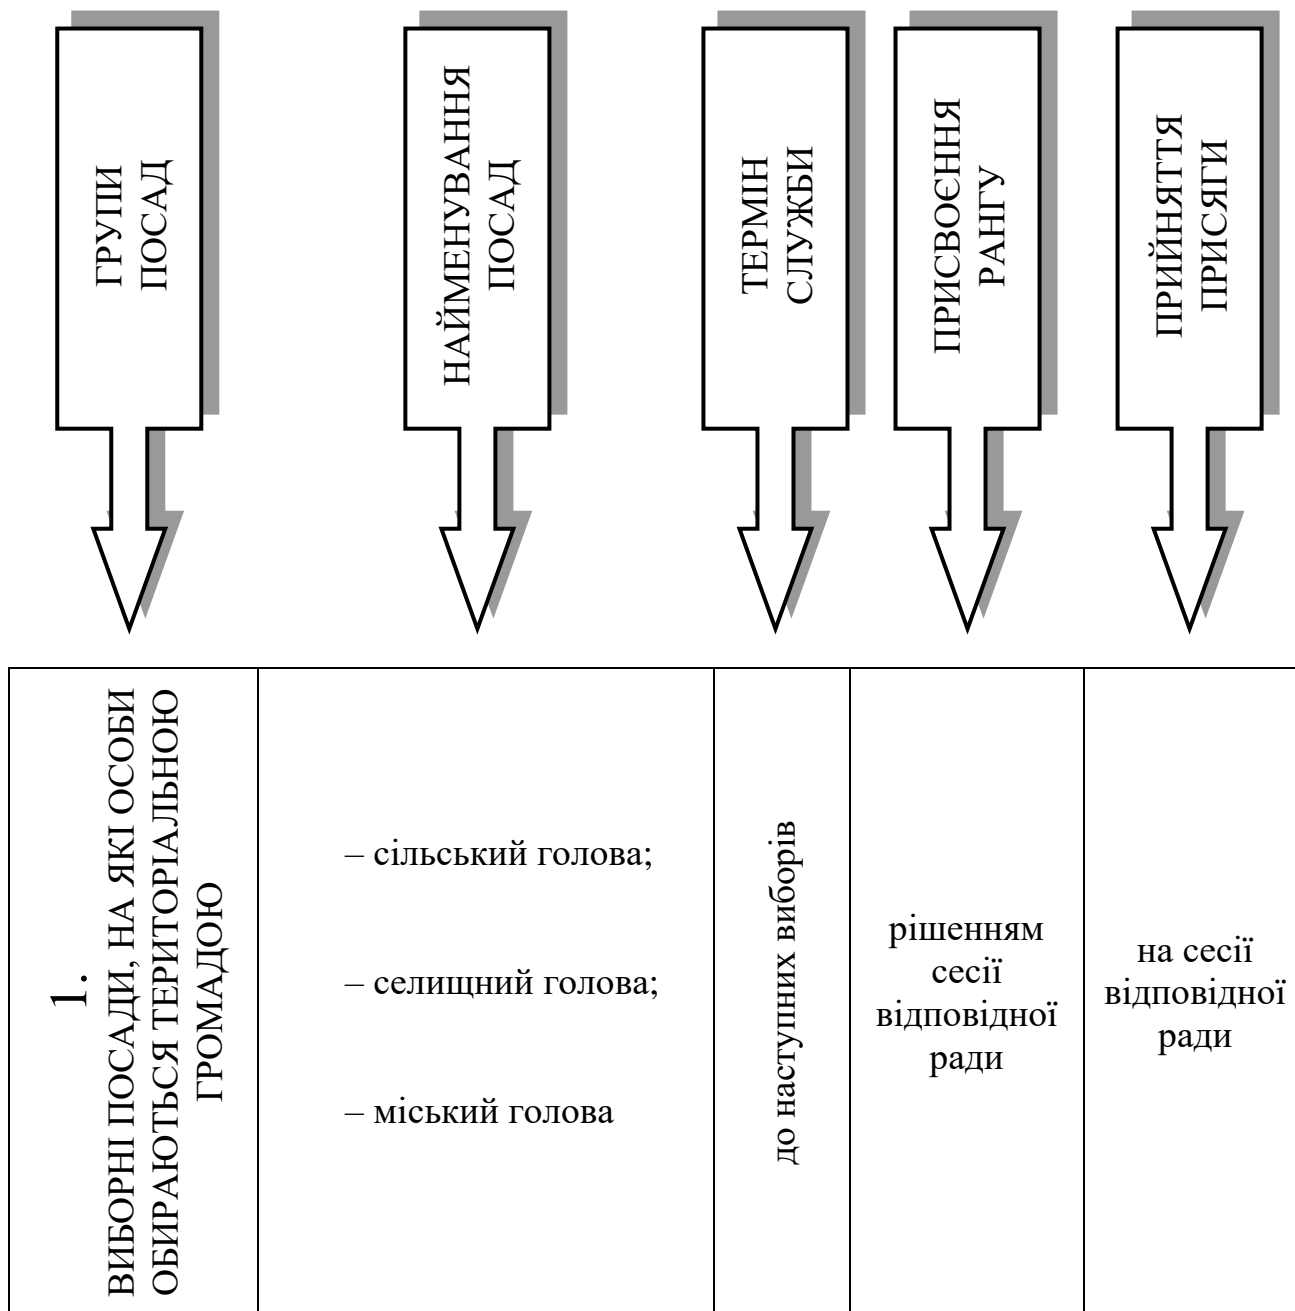 ГРУПИ
ПОСАД
НАЙМЕНУВАННЯ
ПОСАД
ТЕРМІН
СЛУЖБИ
ПРИСВОЄННЯ
РАНГУ
ПРИЙНЯТТЯ
ПРИСЯГИ
1.
ВИБОРНІ ПОСАДИ, НА ЯКІ ОСОБИ
ОБИРАЮТЬСЯ ТЕРИТОРІАЛЬНОЮ
ГРОМАДОЮ
– сільський голова;
– селищний голова;
– міський голова
до наступних виборів
рішенням
сесії
відповідної
ради
на сесії
відповідної
ради